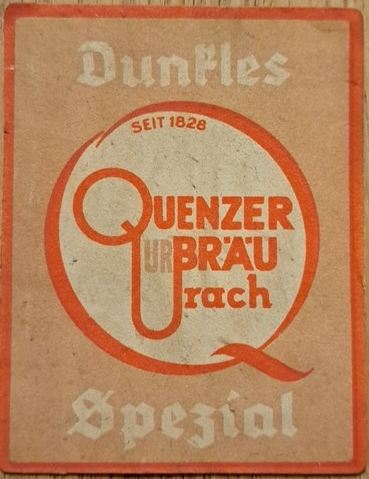 Dunkles
SEIT 1828
QUENZER
URBRÄU
Urach
Spezial